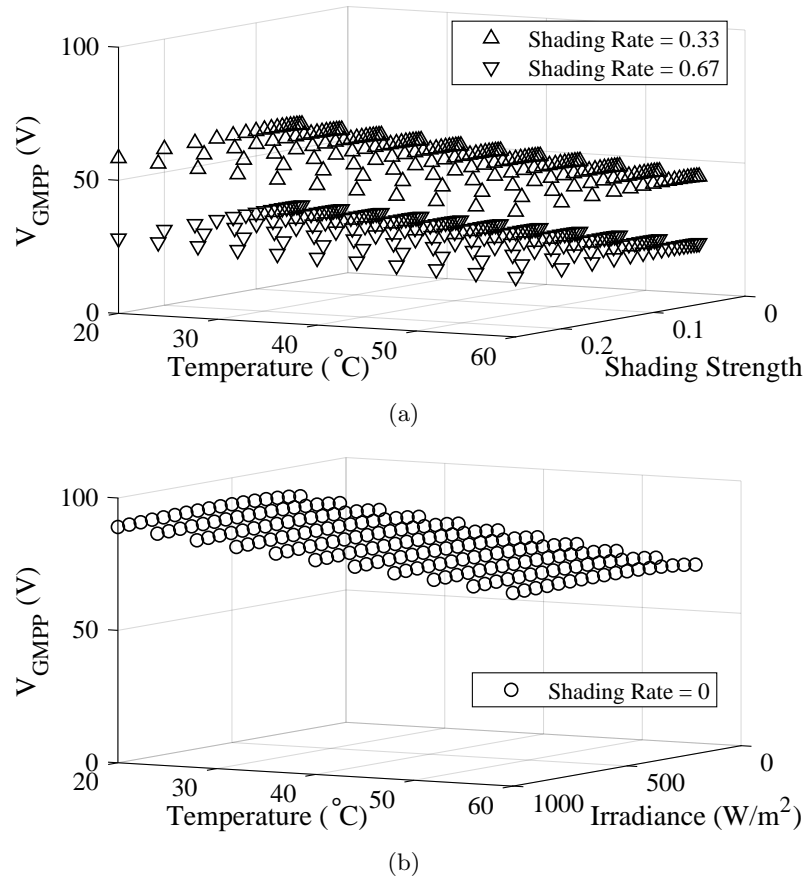 100
50
0
V_GMPP (V)
△ Shading Rate = 0.33
▽ Shading Rate = 0.67
20
30
40
50
60
Temperature (°C)
0.2
0.1
0
Shading Strength
(a)
100
50
0
V_GMPP (V)
○ Shading Rate = 0
20
30
40
50
60
Temperature (°C)
1000
500
0
Irradiance (W/m²)
(b)